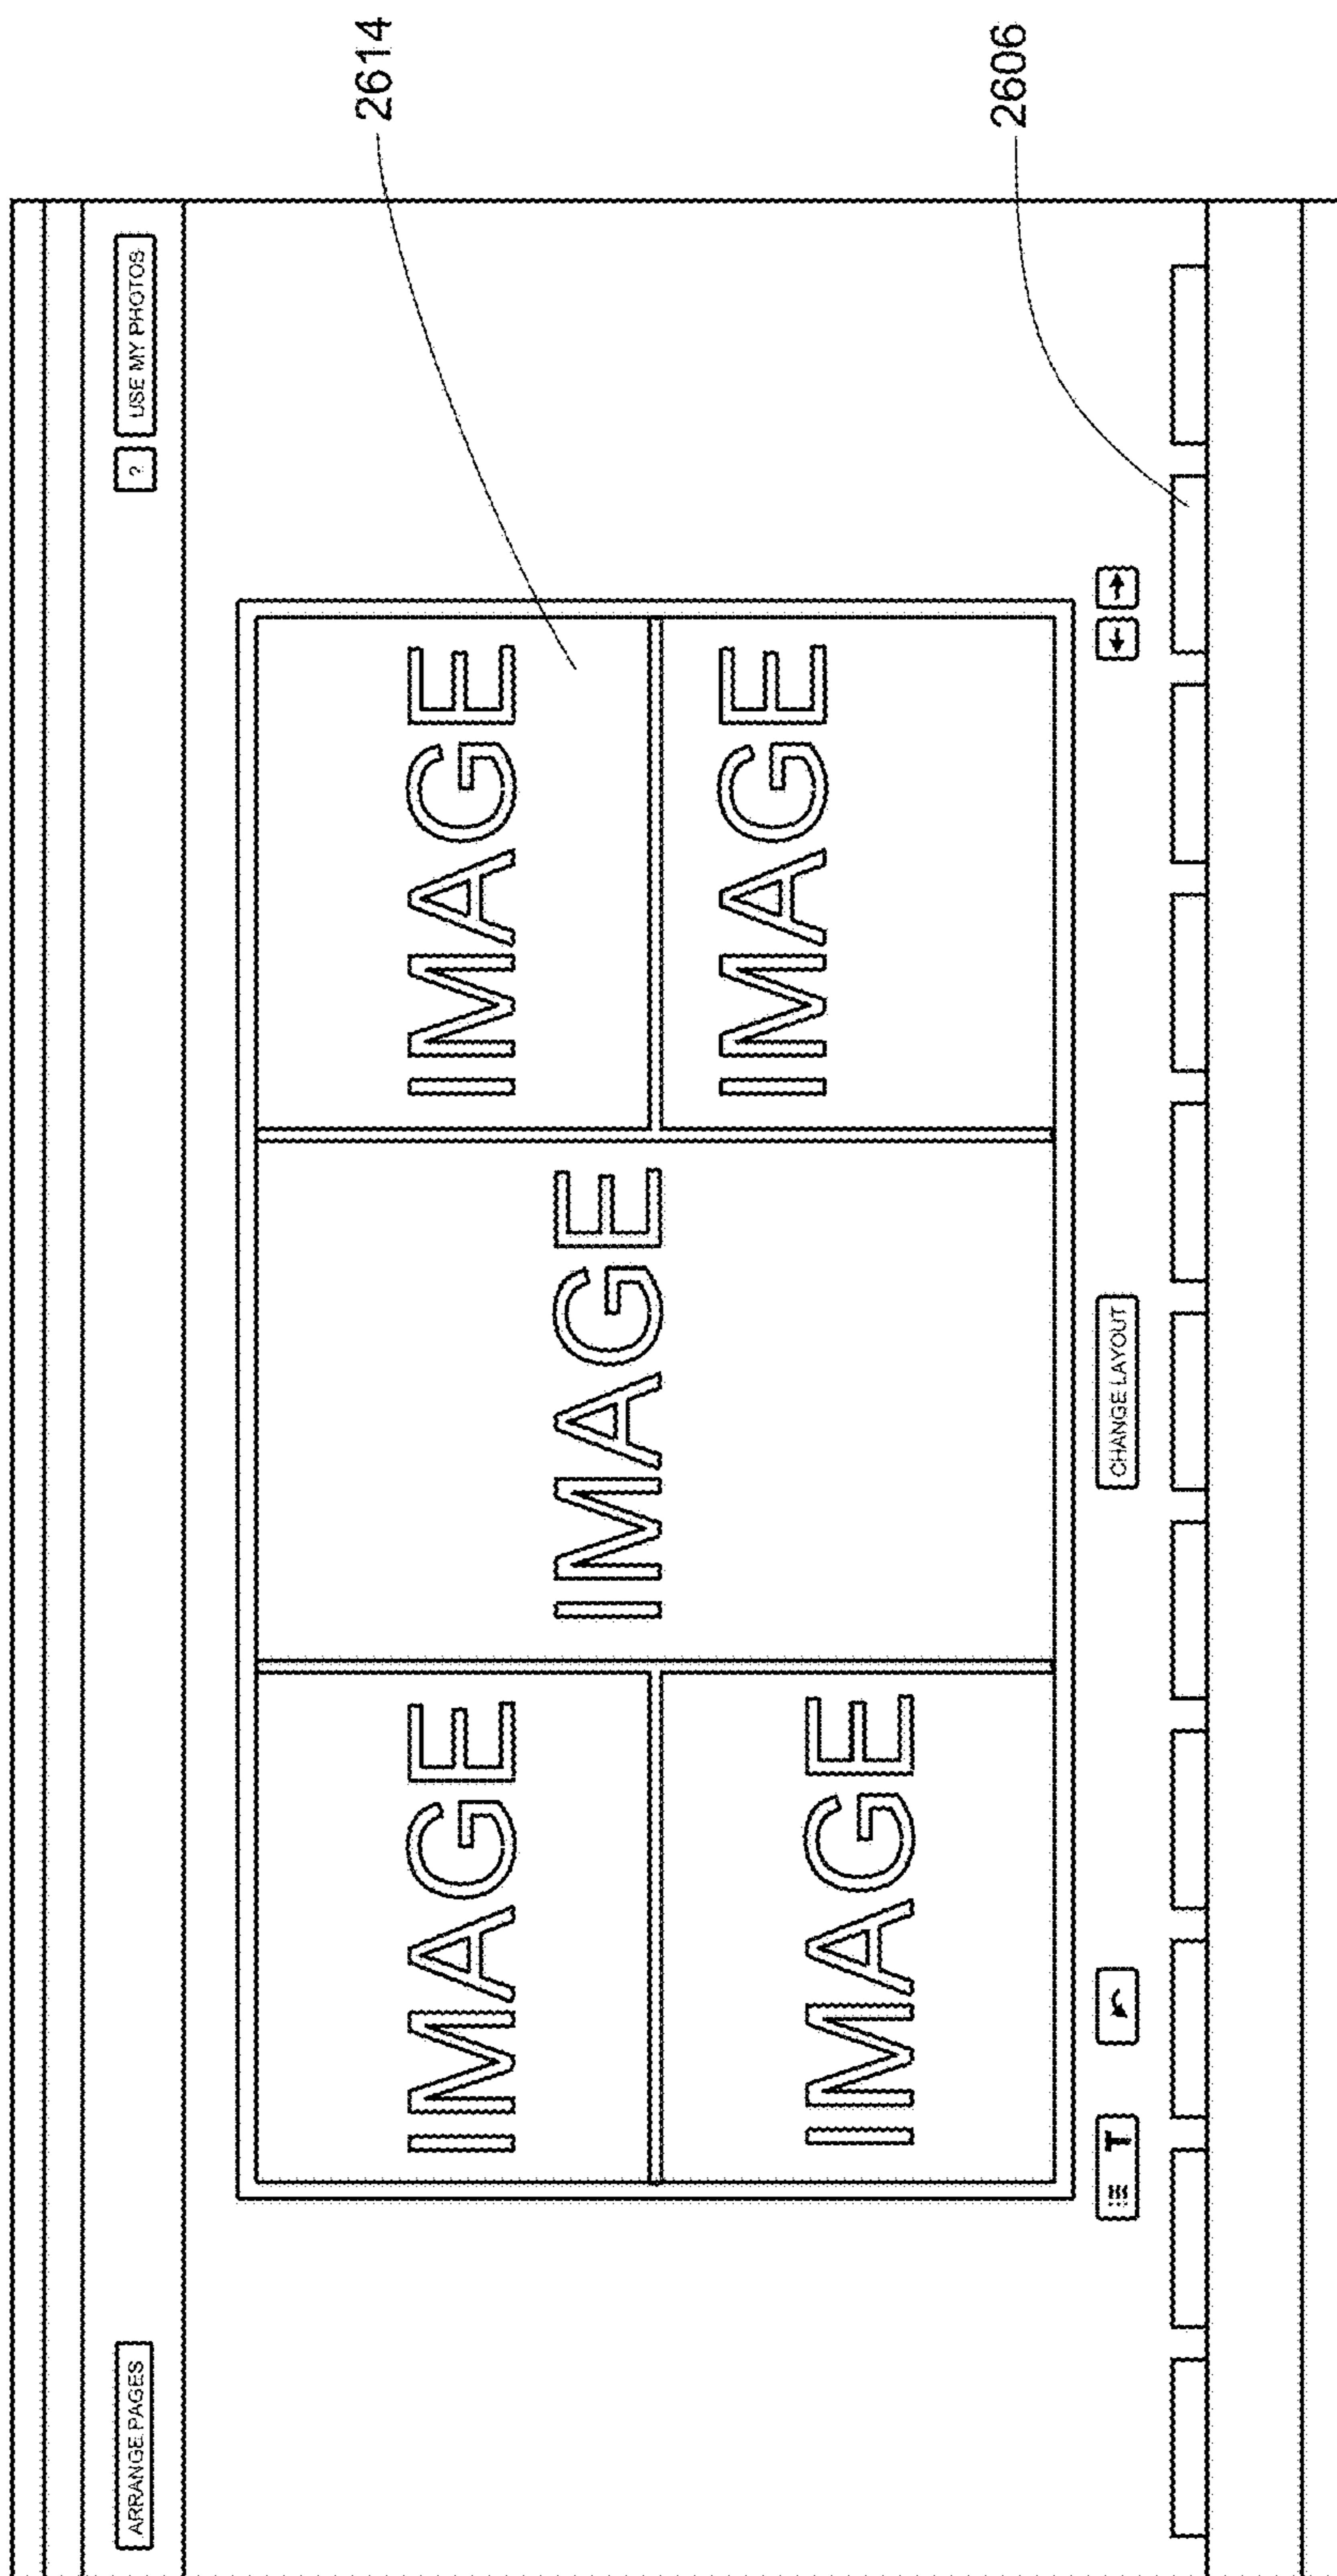 ARRANGE PAGES
?
USE MY PHOTOS
2614
IMAGE
IMAGE
IMAGE
IMAGE
IMAGE
T
CHANGE LAYOUT
2606